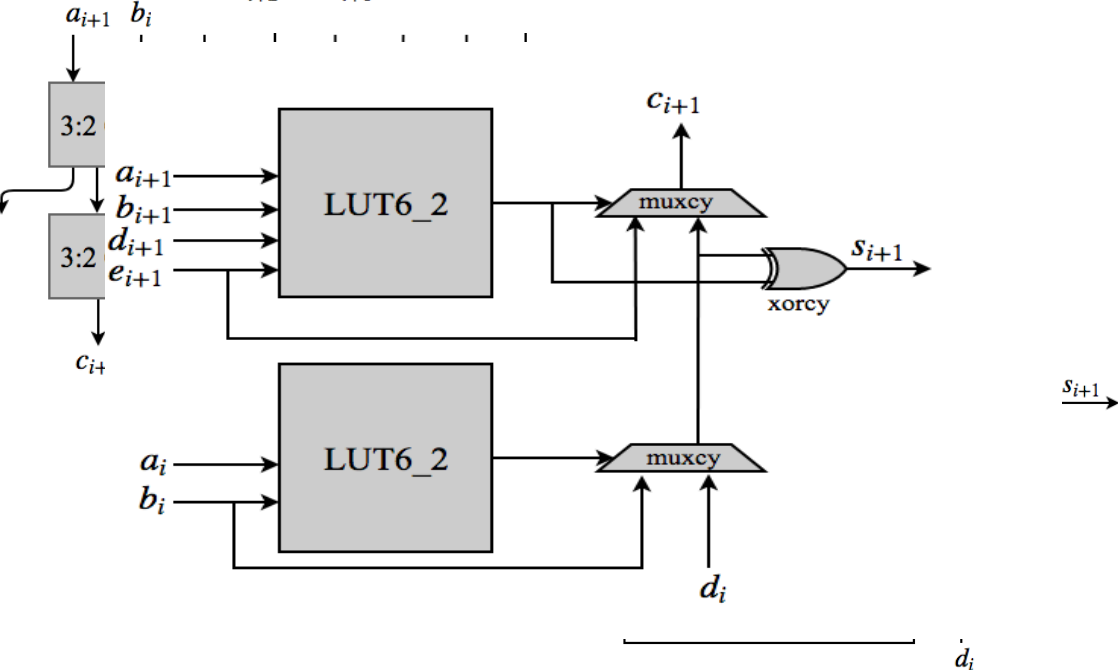 a_{i+1} b_i
c_{i+1}
3:2
a_{i+1}
LUT6_2
muxcy
b_{i+1}
d_{i+1}
3:2
e_{i+1}
s_{i+1}
xorcy
c_{i+
s_{i+1}
LUT6_2
muxcy
a_i
b_i
d_i
d_i